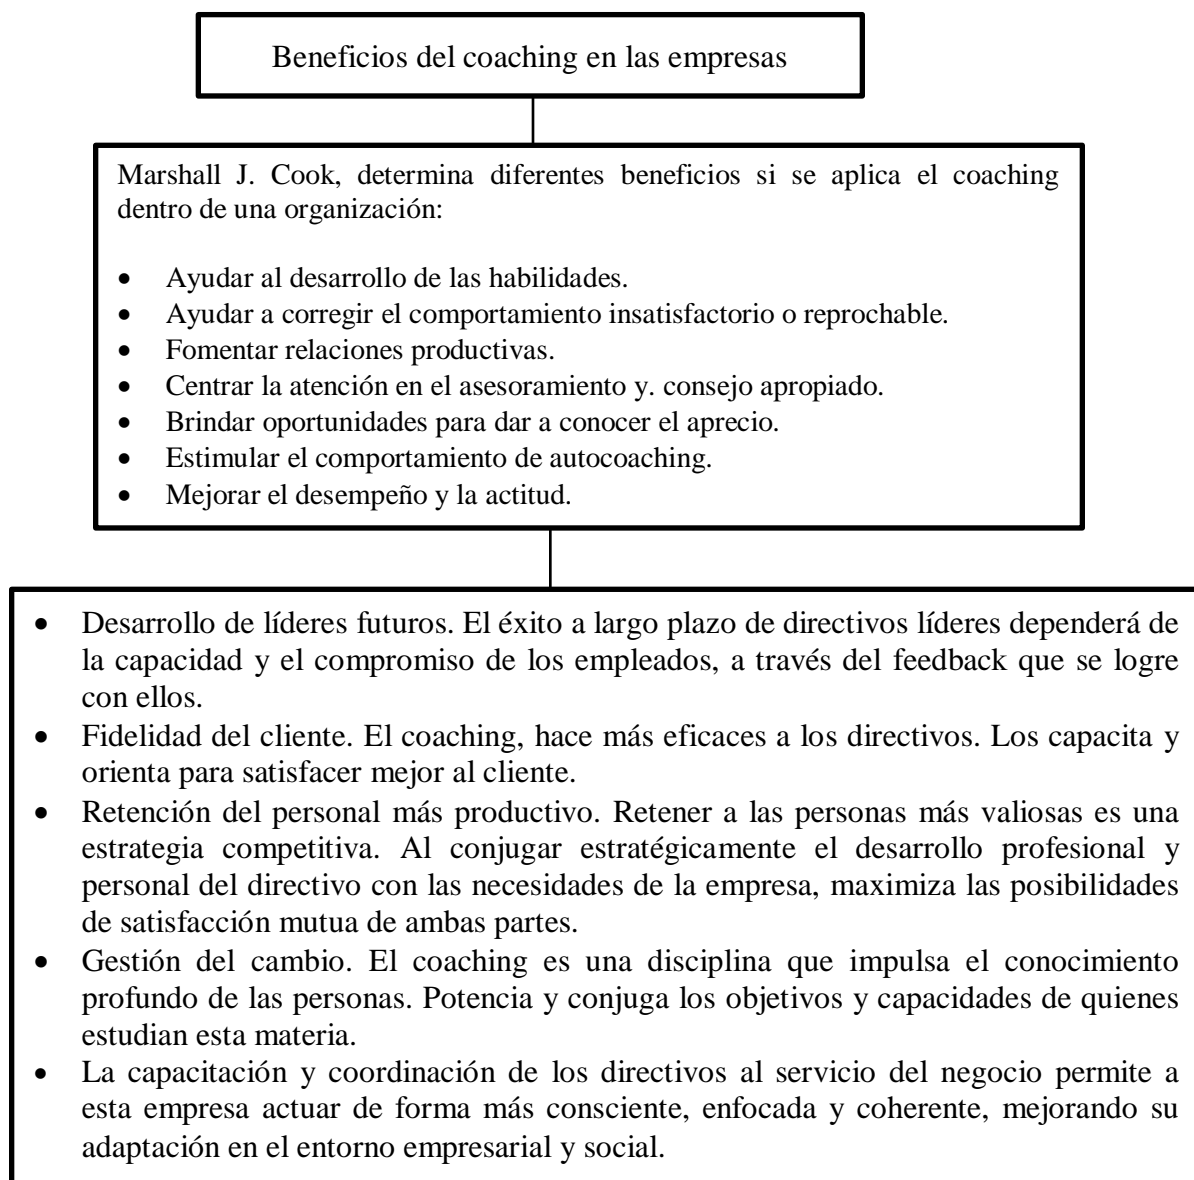 Beneficios del coaching en las empresas
Marshall J. Cook, determina diferentes beneficios si se aplica el coaching
dentro de una organización:
• Ayudar al desarrollo de las habilidades.
• Ayudar a corregir el comportamiento insatisfactorio o reprochable.
• Fomentar relaciones productivas.
• Centrar la atención en el asesoramiento y. consejo apropiado.
• Brindar oportunidades para dar a conocer el aprecio.
• Estimular el comportamiento de autocoaching.
• Mejorar el desempeño y la actitud.
• Desarrollo de líderes futuros. El éxito a largo plazo de directivos líderes dependerá de
la capacidad y el compromiso de los empleados, a través del feedback que se logre
con ellos.
• Fidelidad del cliente. El coaching, hace más eficaces a los directivos. Los capacita y
orienta para satisfacer mejor al cliente.
• Retención del personal más productivo. Retener a las personas más valiosas es una
estrategia competitiva. Al conjugar estratégicamente el desarrollo profesional y
personal del directivo con las necesidades de la empresa, maximiza las posibilidades
de satisfacción mutua de ambas partes.
• Gestión del cambio. El coaching es una disciplina que impulsa el conocimiento
profundo de las personas. Potencia y conjuga los objetivos y capacidades de quienes
estudian esta materia.
• La capacitación y coordinación de los directivos al servicio del negocio permite a
esta empresa actuar de forma más consciente, enfocada y coherente, mejorando su
adaptación en el entorno empresarial y social.